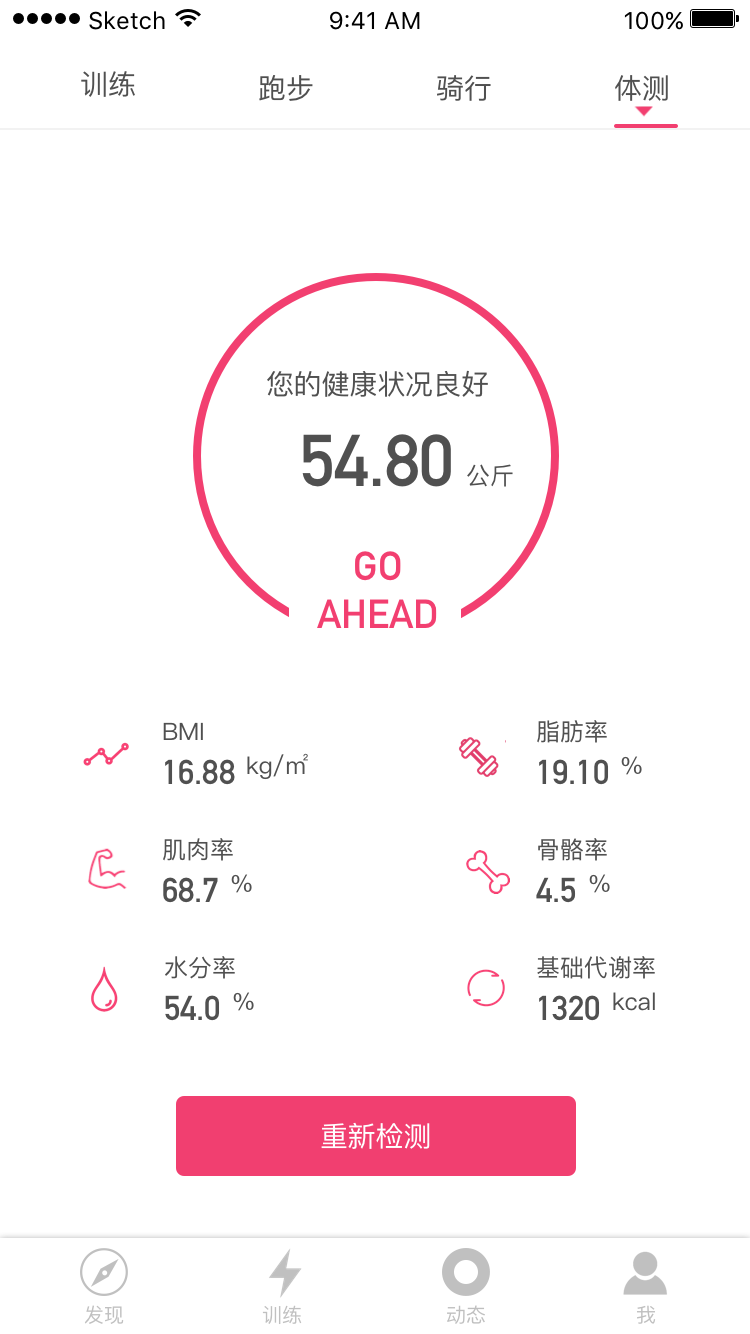 Sketch 9:41 AM 100%
训练 跑步 骑行 体测
您的健康状况良好
54.80 公斤
GO
AHEAD
BMI 脂肪率
16.88 kg/m² 19.10 %
肌肉率 骨骼率
68.7 % 4.5 %
水分率 基础代谢率
54.0 % 1320 kcal
重新检测
发现 训练 动态 我